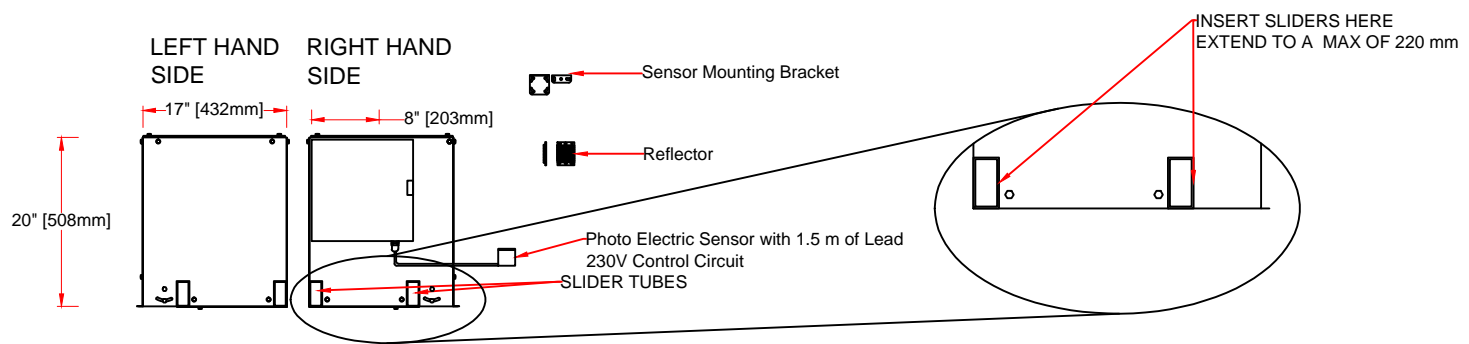 LEFT HAND
SIDE
RIGHT HAND
SIDE
17" [432mm]
8" [203mm]
20" [508mm]
Sensor Mounting Bracket
Reflector
Photo Electric Sensor with 1.5 m of Lead
230V Control Circuit
SLIDER TUBES
INSERT SLIDERS HERE
EXTEND TO A MAX OF 220 mm